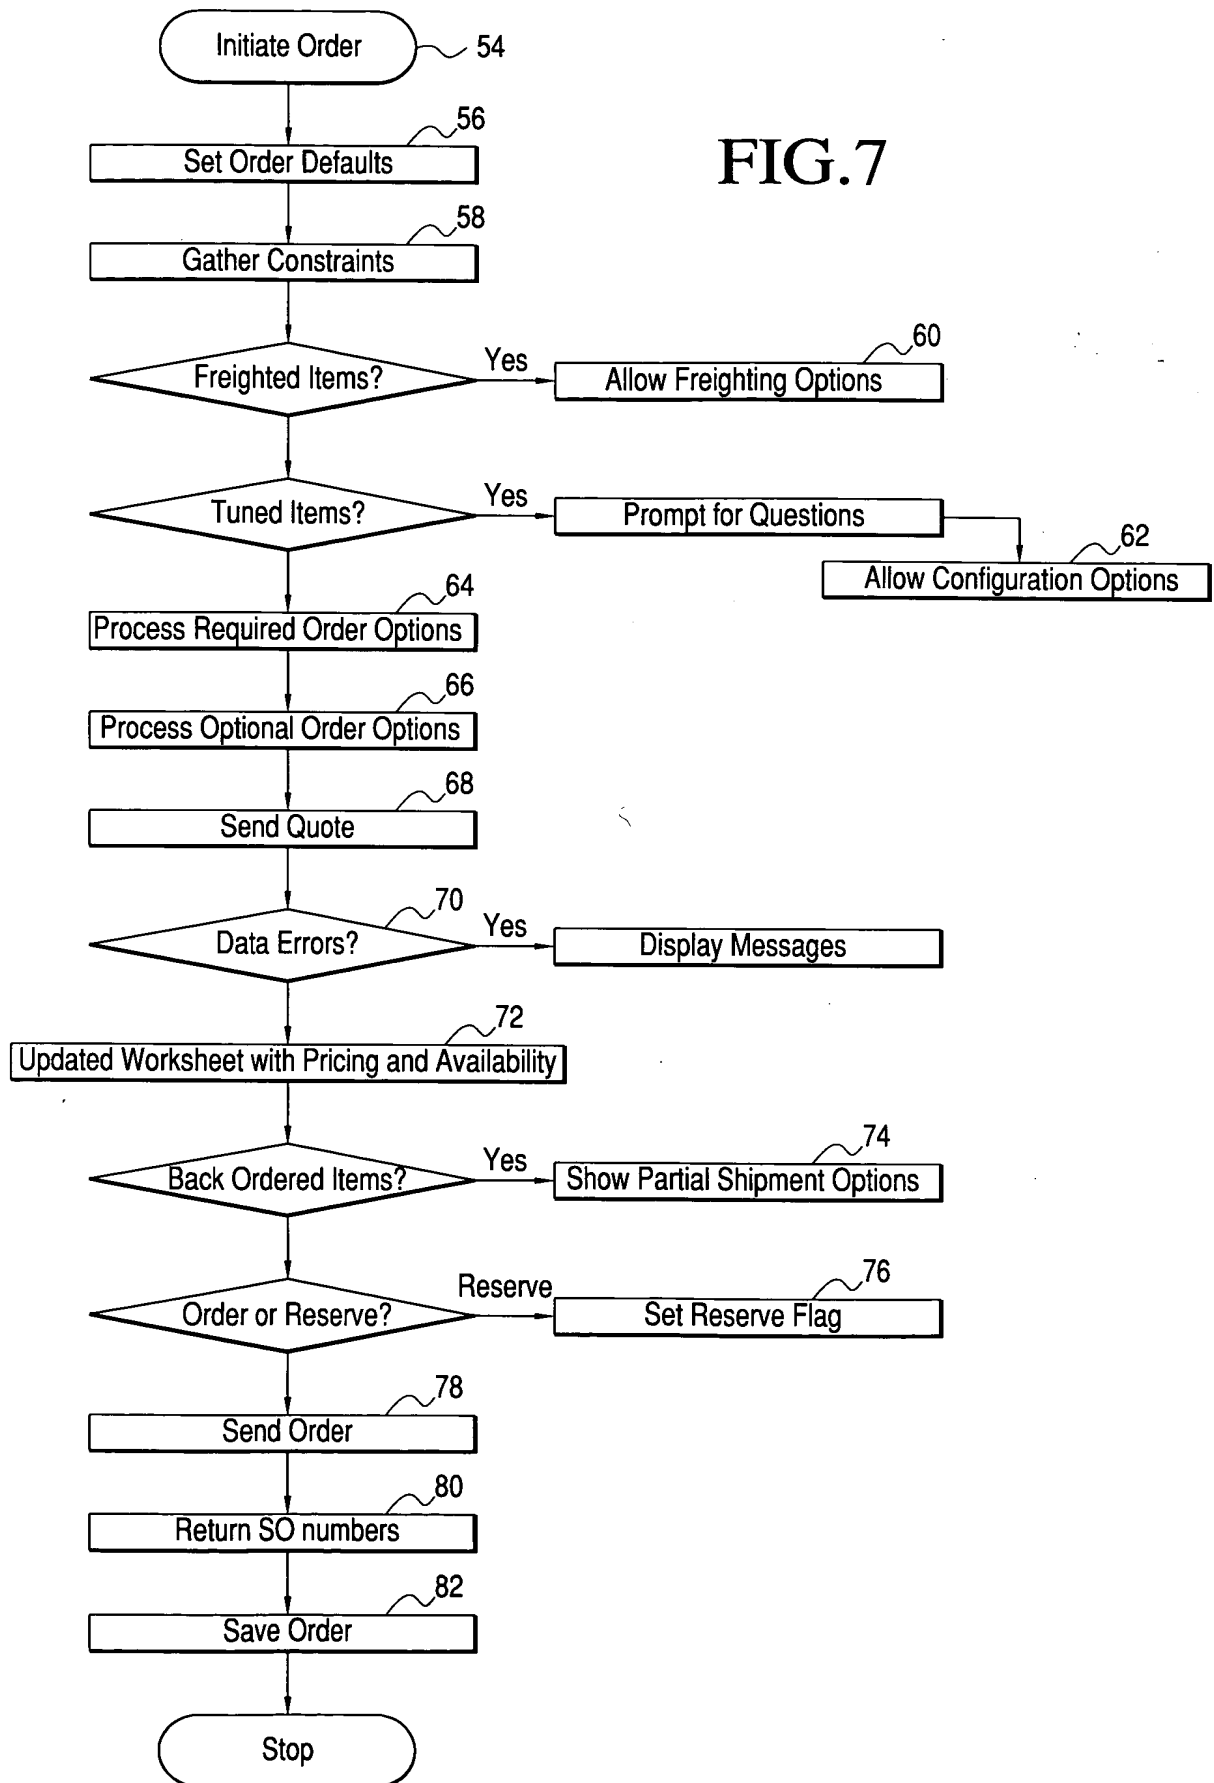 Initiate Order
54
56
Set Order Defaults
FIG.7
58
Gather Constraints
60
Freighted Items?
Yes
Allow Freighting Options
Tuned Items?
Yes
Prompt for Questions
62
Allow Configuration Options
64
Process Required Order Options
66
Process Optional Order Options
68
Send Quote
70
Data Errors?
Yes
Display Messages
72
Updated Worksheet with Pricing and Availability
74
Back Ordered Items?
Yes
Show Partial Shipment Options
76
Order or Reserve?
Reserve
Set Reserve Flag
78
Send Order
80
Return SO numbers
82
Save Order
Stop